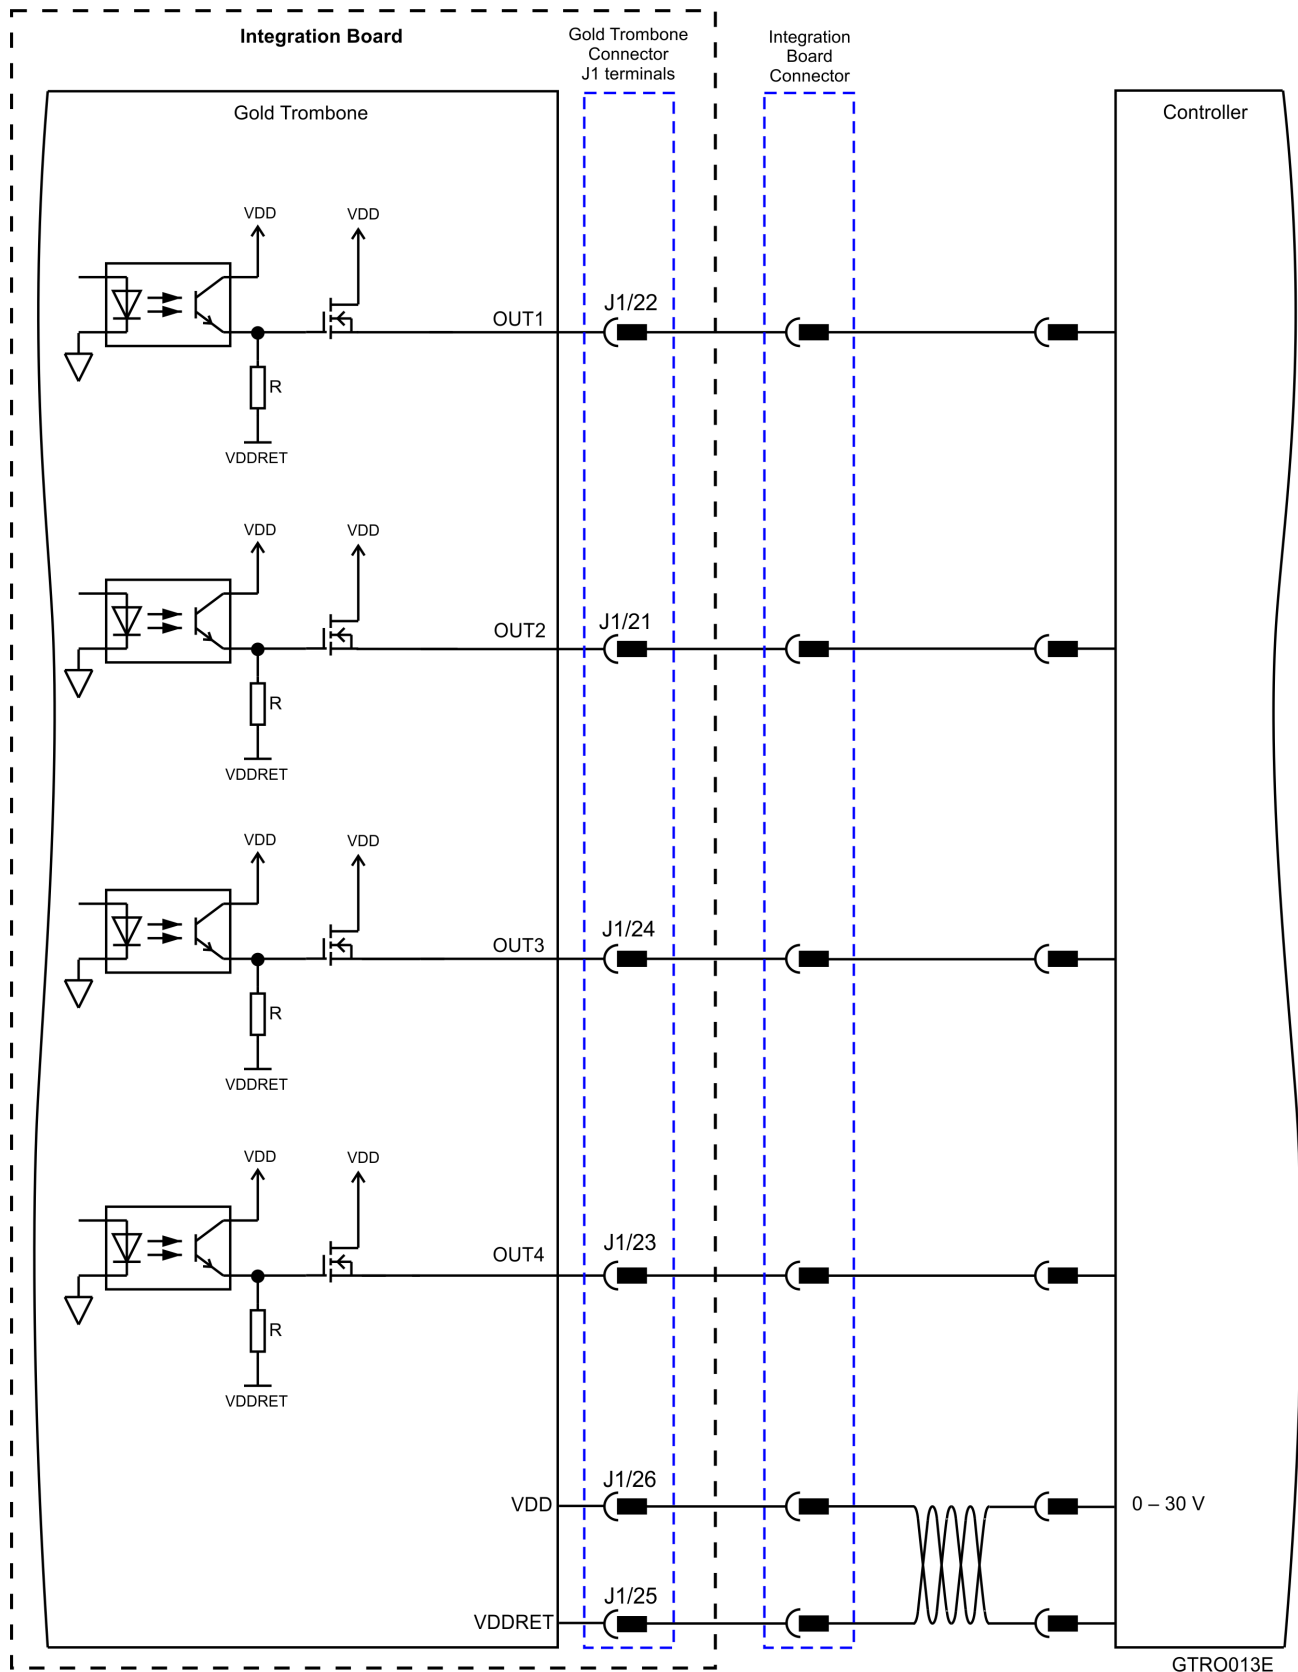 Integration Board
Gold Trombone
Connector
J1 terminals
Integration
Board
Connector
Gold Trombone
Controller
VDD
VDD
OUT1
J1/22
R
VDDRET
VDD
VDD
OUT2
J1/21
R
VDDRET
VDD
VDD
OUT3
J1/24
R
VDDRET
VDD
VDD
OUT4
J1/23
R
VDDRET
VDD
J1/26
0 – 30 V
VDDRET
J1/25
GTRO013E